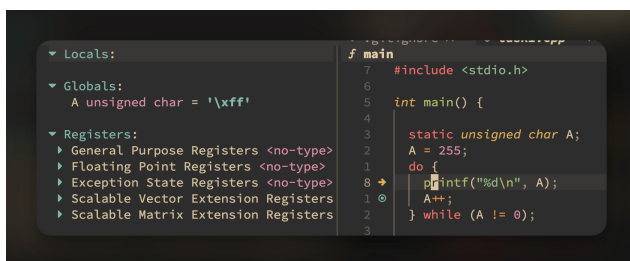 ▾ Locals:
▾ Globals:
A unsigned char = '\xff'
▾ Registers:
▸ General Purpose Registers <no-type>
▸ Floating Point Registers <no-type>
▸ Exception State Registers <no-type>
▸ Scalable Vector Extension Registers
▸ Scalable Matrix Extension Registers
ƒ main
7 #include <stdio.h>
6
5 int main() {
4
3 static unsigned char A;
2 A = 255;
1 do {
8 → printf("%d\n", A);
1 A++;
2 } while (A != 0);
3